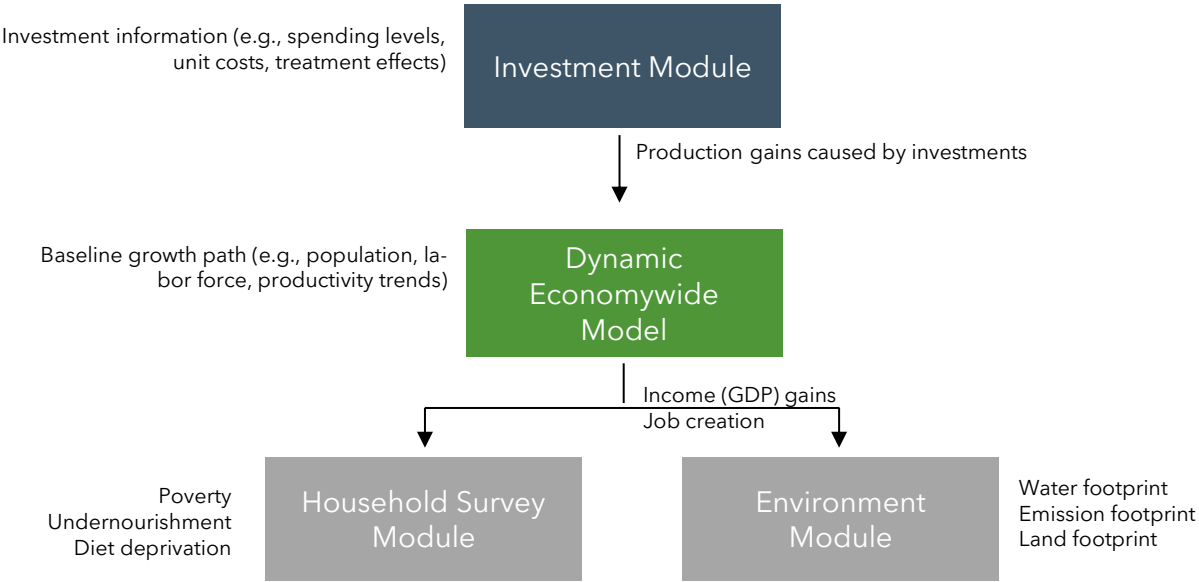 Investment information (e.g., spending levels,
unit costs, treatment effects)
Investment Module
Production gains caused by investments
Baseline growth path (e.g., population, la-
bor force, productivity trends)
Dynamic
Economywide
Model
Income (GDP) gains
Job creation
Poverty
Undernourishment
Diet deprivation
Household Survey
Module
Environment
Module
Water footprint
Emission footprint
Land footprint